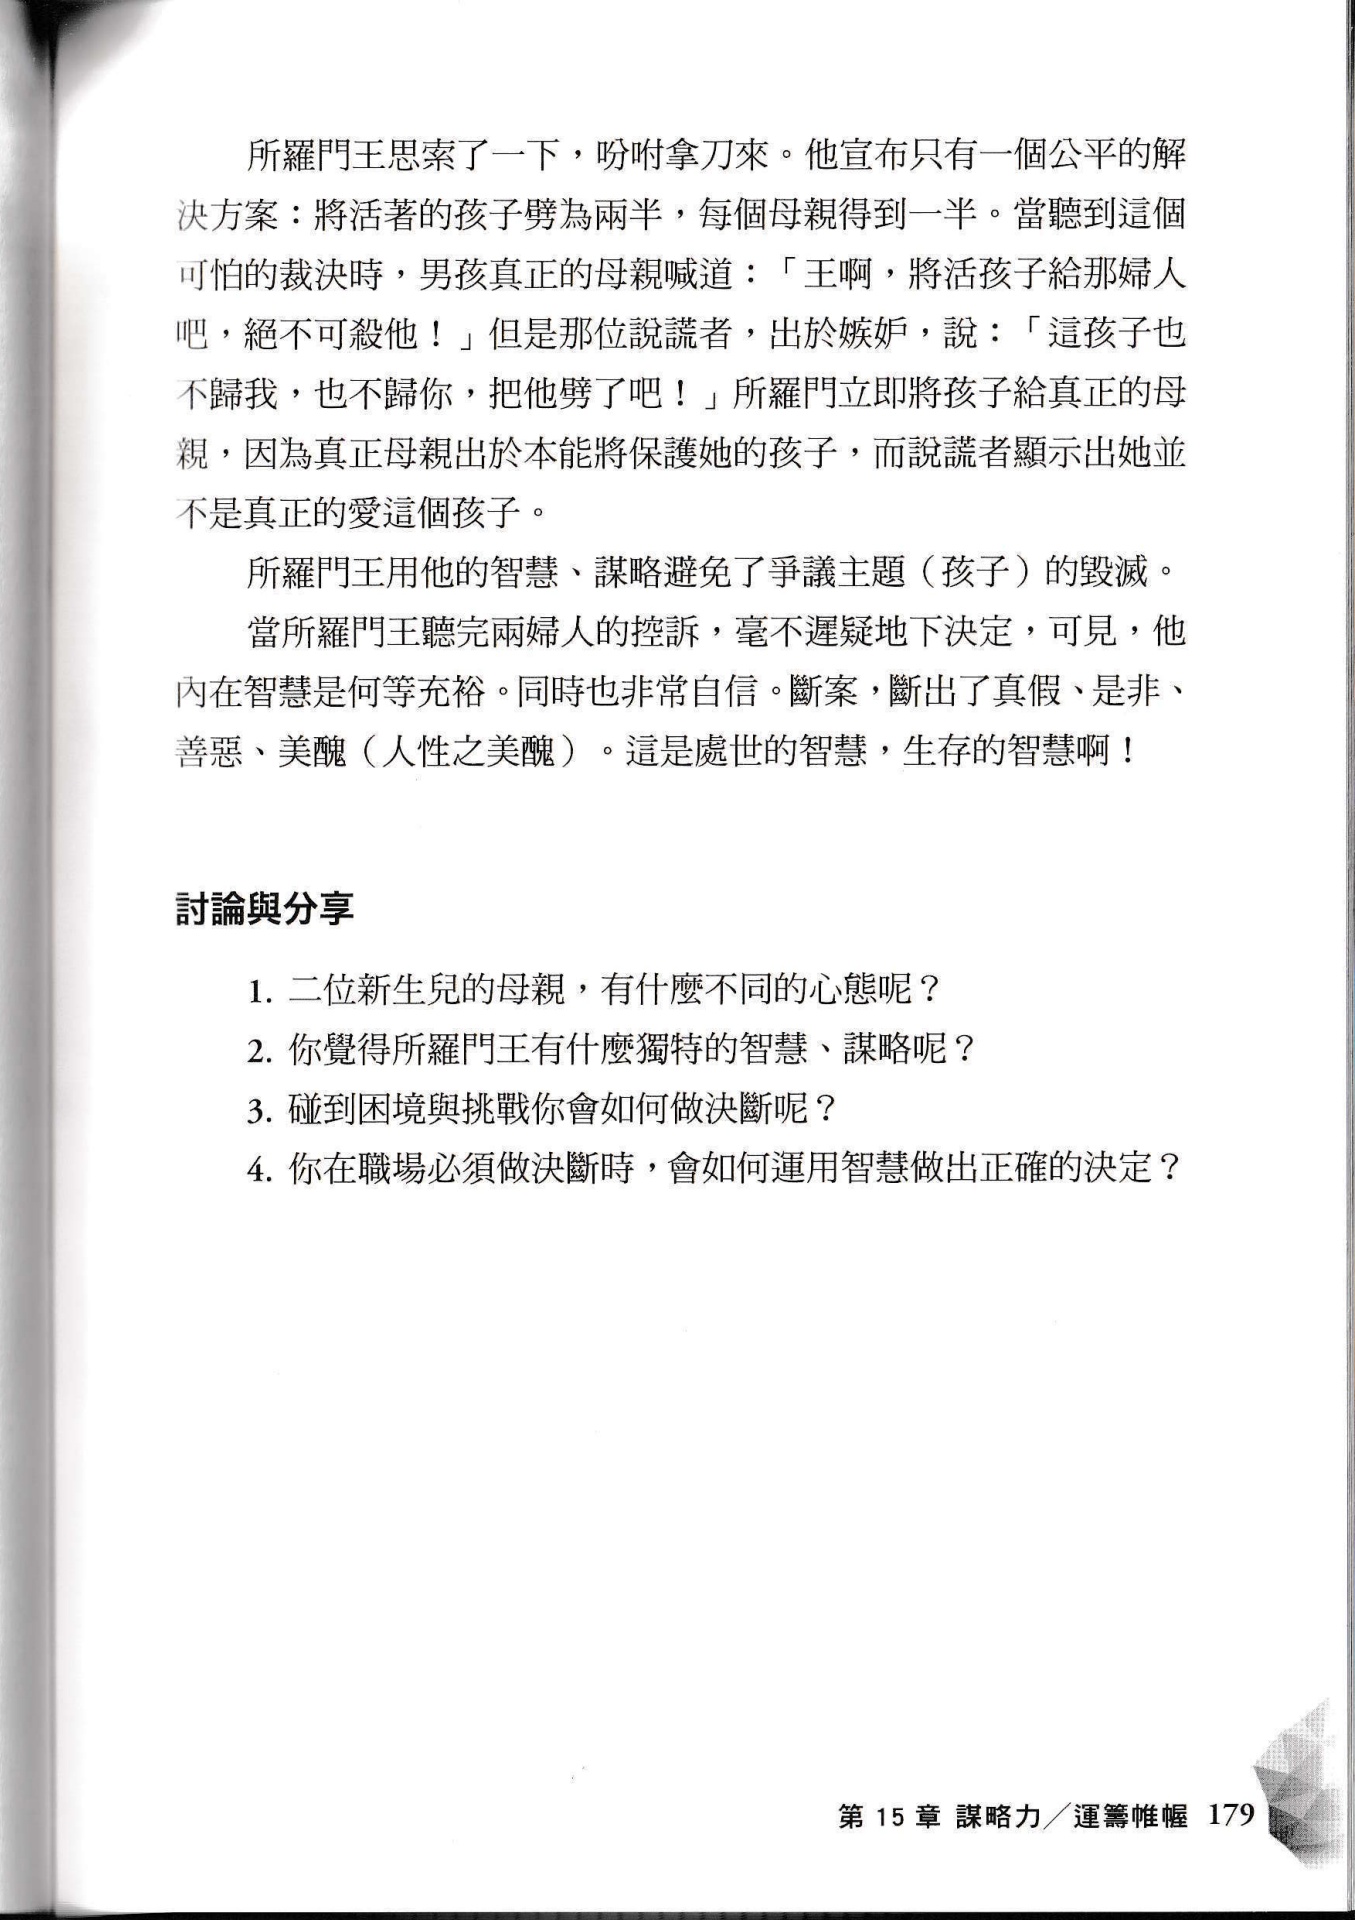 所羅門王思索了一下，吩咐拿刀來。他宣布只有一個公平的解
決方案：將活著的孩子劈為兩半，每個母親得到一半。當聽到這個
可怕的裁決時，男孩真正的母親喊道：「王啊，將活孩子給那婦人
吧，絕不可殺他！」但是那位說謊者，出於嫉妒，說：「這孩子也
不歸我，也不歸你，把他劈了吧！」所羅門立即將孩子給真正的母
親，因為真正母親出於本能將保護她的孩子，而說謊者顯示出她並
不是真正的愛這個孩子。
所羅門王用他的智慧、謀略避免了爭議主題（孩子）的毀滅。
當所羅門王聽完兩婦人的控訴，毫不遲疑地下決定，可見，他
內在智慧是何等充裕。同時也非常自信。斷案，斷出了真假、是非、
善惡、美醜（人性之美醜）。這是處世的智慧，生存的智慧啊！
討論與分享
1. 二位新生兒的母親，有什麼不同的心態呢？
2. 你覺得所羅門王有什麼獨特的智慧、謀略呢？
3. 碰到困境與挑戰你會如何做決斷呢？
4. 你在職場必須做決斷時，會如何運用智慧做出正確的決定？
第 15 章 謀略力／運籌帷幄 179